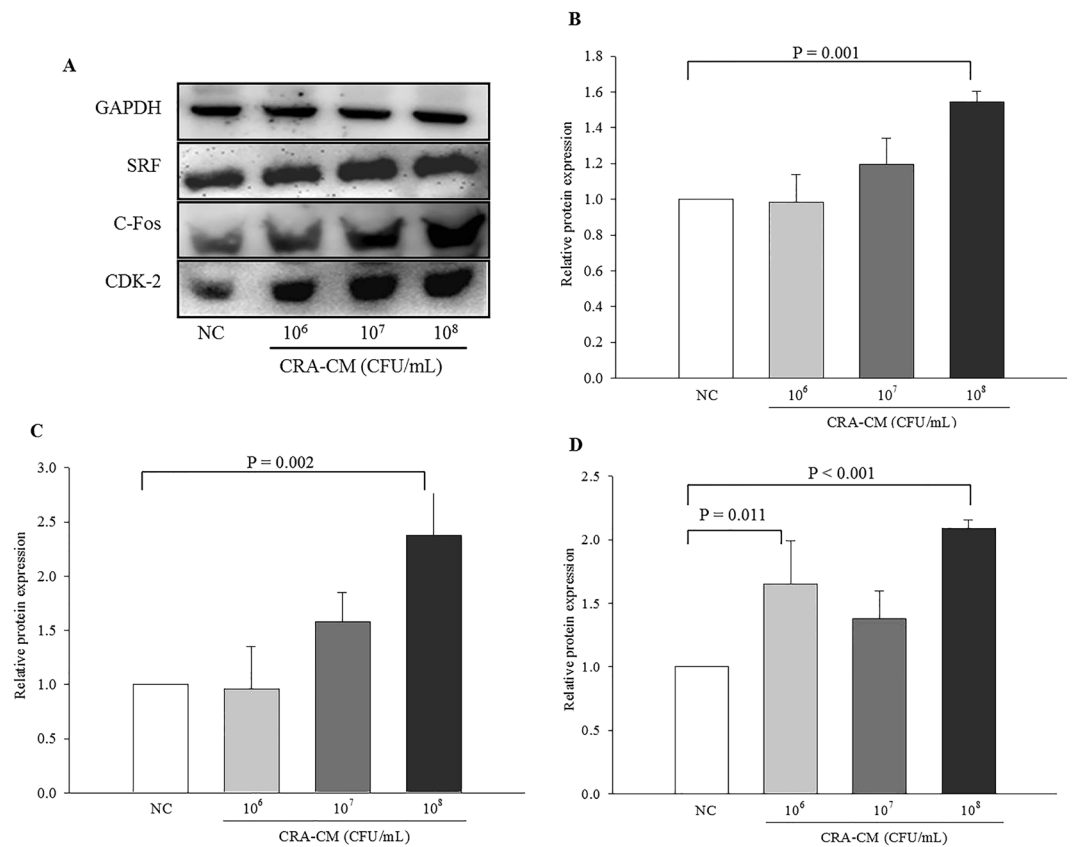 A
GAPDH
SRF
C-Fos
CDK-2
NC 10⁶ 10⁷ 10⁸
CRA-CM (CFU/mL)
B
P = 0.001
Relative protein expression
1.8
1.6
1.4
1.2
1.0
0.8
0.6
0.4
0.2
0.0
NC 10⁶ 10⁷ 10⁸
CRA-CM (CFU/mL)
C
P = 0.002
Relative protein expression
3.0
2.5
2.0
1.5
1.0
0.5
0.0
NC 10⁶ 10⁷ 10⁸
CRA-CM (CFU/mL)
D
P < 0.001
P = 0.011
Relative protein expression
2.5
2.0
1.5
1.0
0.5
0.0
NC 10⁶ 10⁷ 10⁸
CRA-CM (CFU/mL)